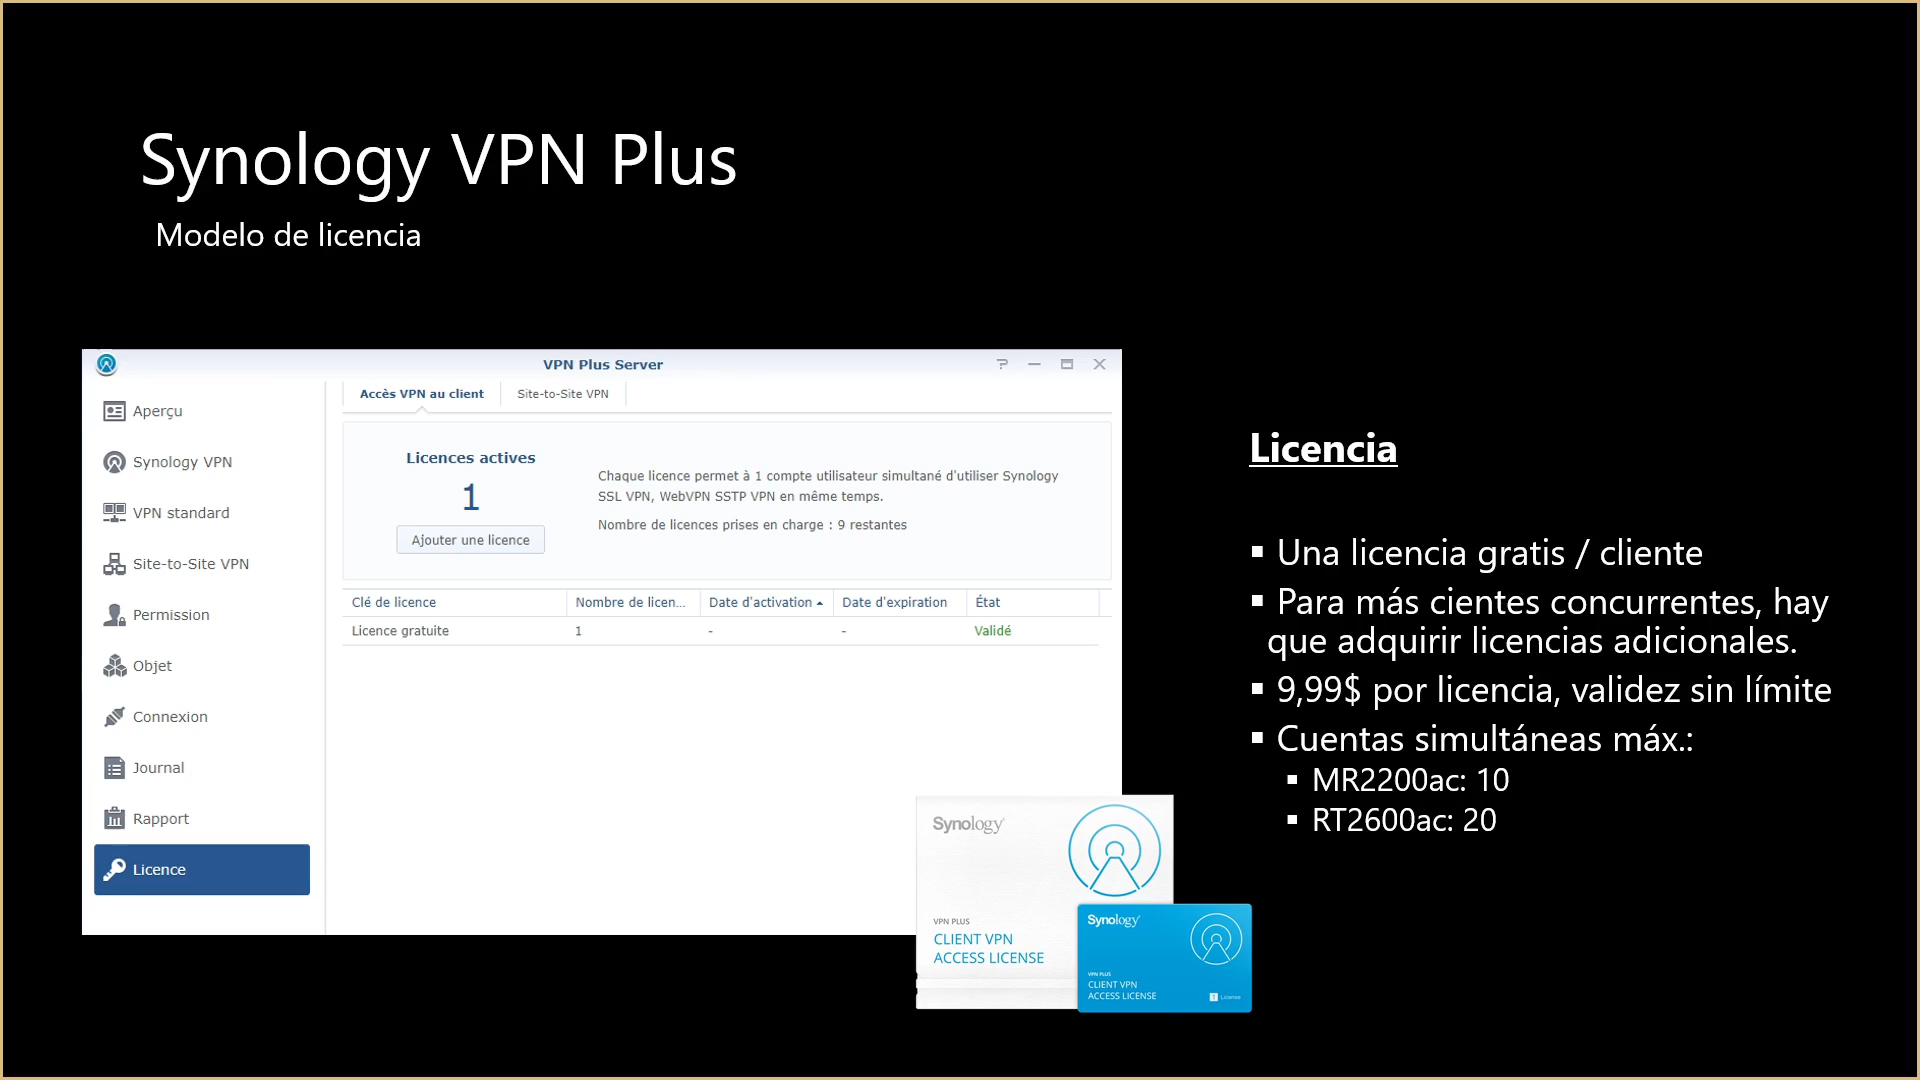 Synology VPN Plus
Modelo de licencia
VPN Plus Server
Aperçu
Synology VPN
VPN standard
Site-to-Site VPN
Permission
Objet
Connexion
Journal
Rapport
Licence
Accès VPN au client
Site-to-Site VPN
Licences actives
1
Ajouter une licence
Chaque licence permet à 1 compte utilisateur simultané d'utiliser Synology
SSL VPN, WebVPN SSTP VPN en même temps.
Nombre de licences prises en charge : 9 restantes
Clé de licence Nombre de licen... Date d'activation Date d'expiration État
Licence gratuite 1 - - Validé
Synology
VPN PLUS
CLIENT VPN
ACCESS LICENSE
Synology
VPN PLUS
CLIENT VPN
ACCESS LICENSE
1 License
Licencia
▪ Una licencia gratis / cliente
▪ Para más cientes concurrentes, hay
que adquirir licencias adicionales.
▪ 9,99$ por licencia, validez sin límite
▪ Cuentas simultáneas máx.:
▪ MR2200ac: 10
▪ RT2600ac: 20